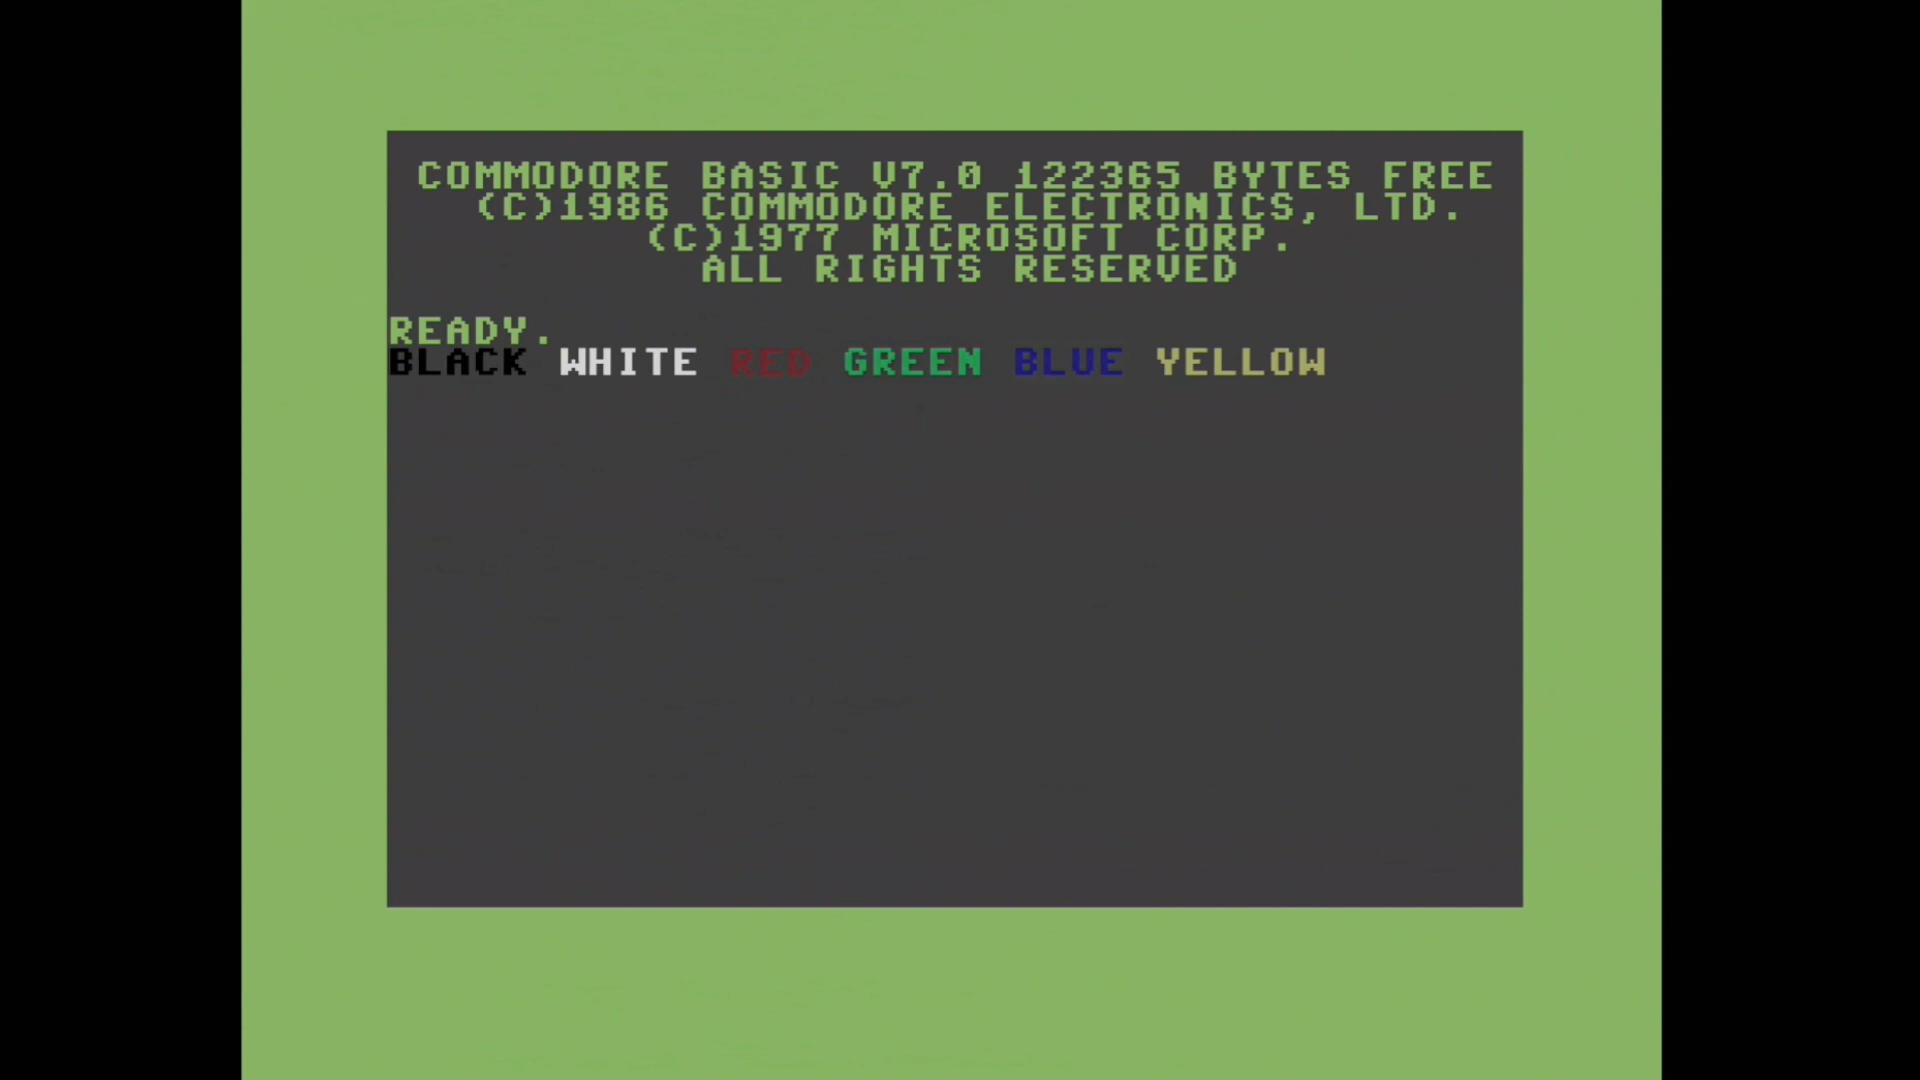 COMMODORE BASIC V7.0 122365 BYTES FREE
(C)1986 COMMODORE ELECTRONICS, LTD.
(C)1977 MICROSOFT CORP.
ALL RIGHTS RESERVED
READY.
BLACK WHITE RED GREEN BLUE YELLOW